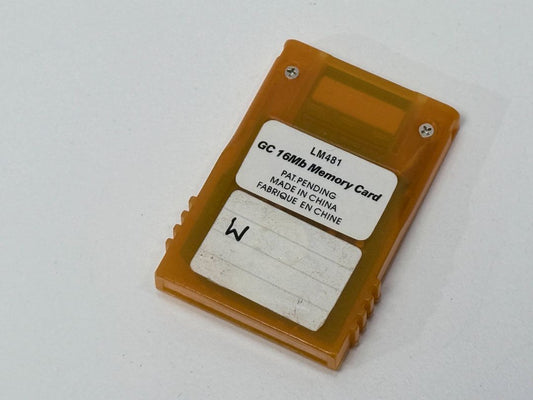 LM481
GC 16Mb Memory Card
PAT.PENDING
MADE IN CHINA
FABRIQUE EN CHINE
W